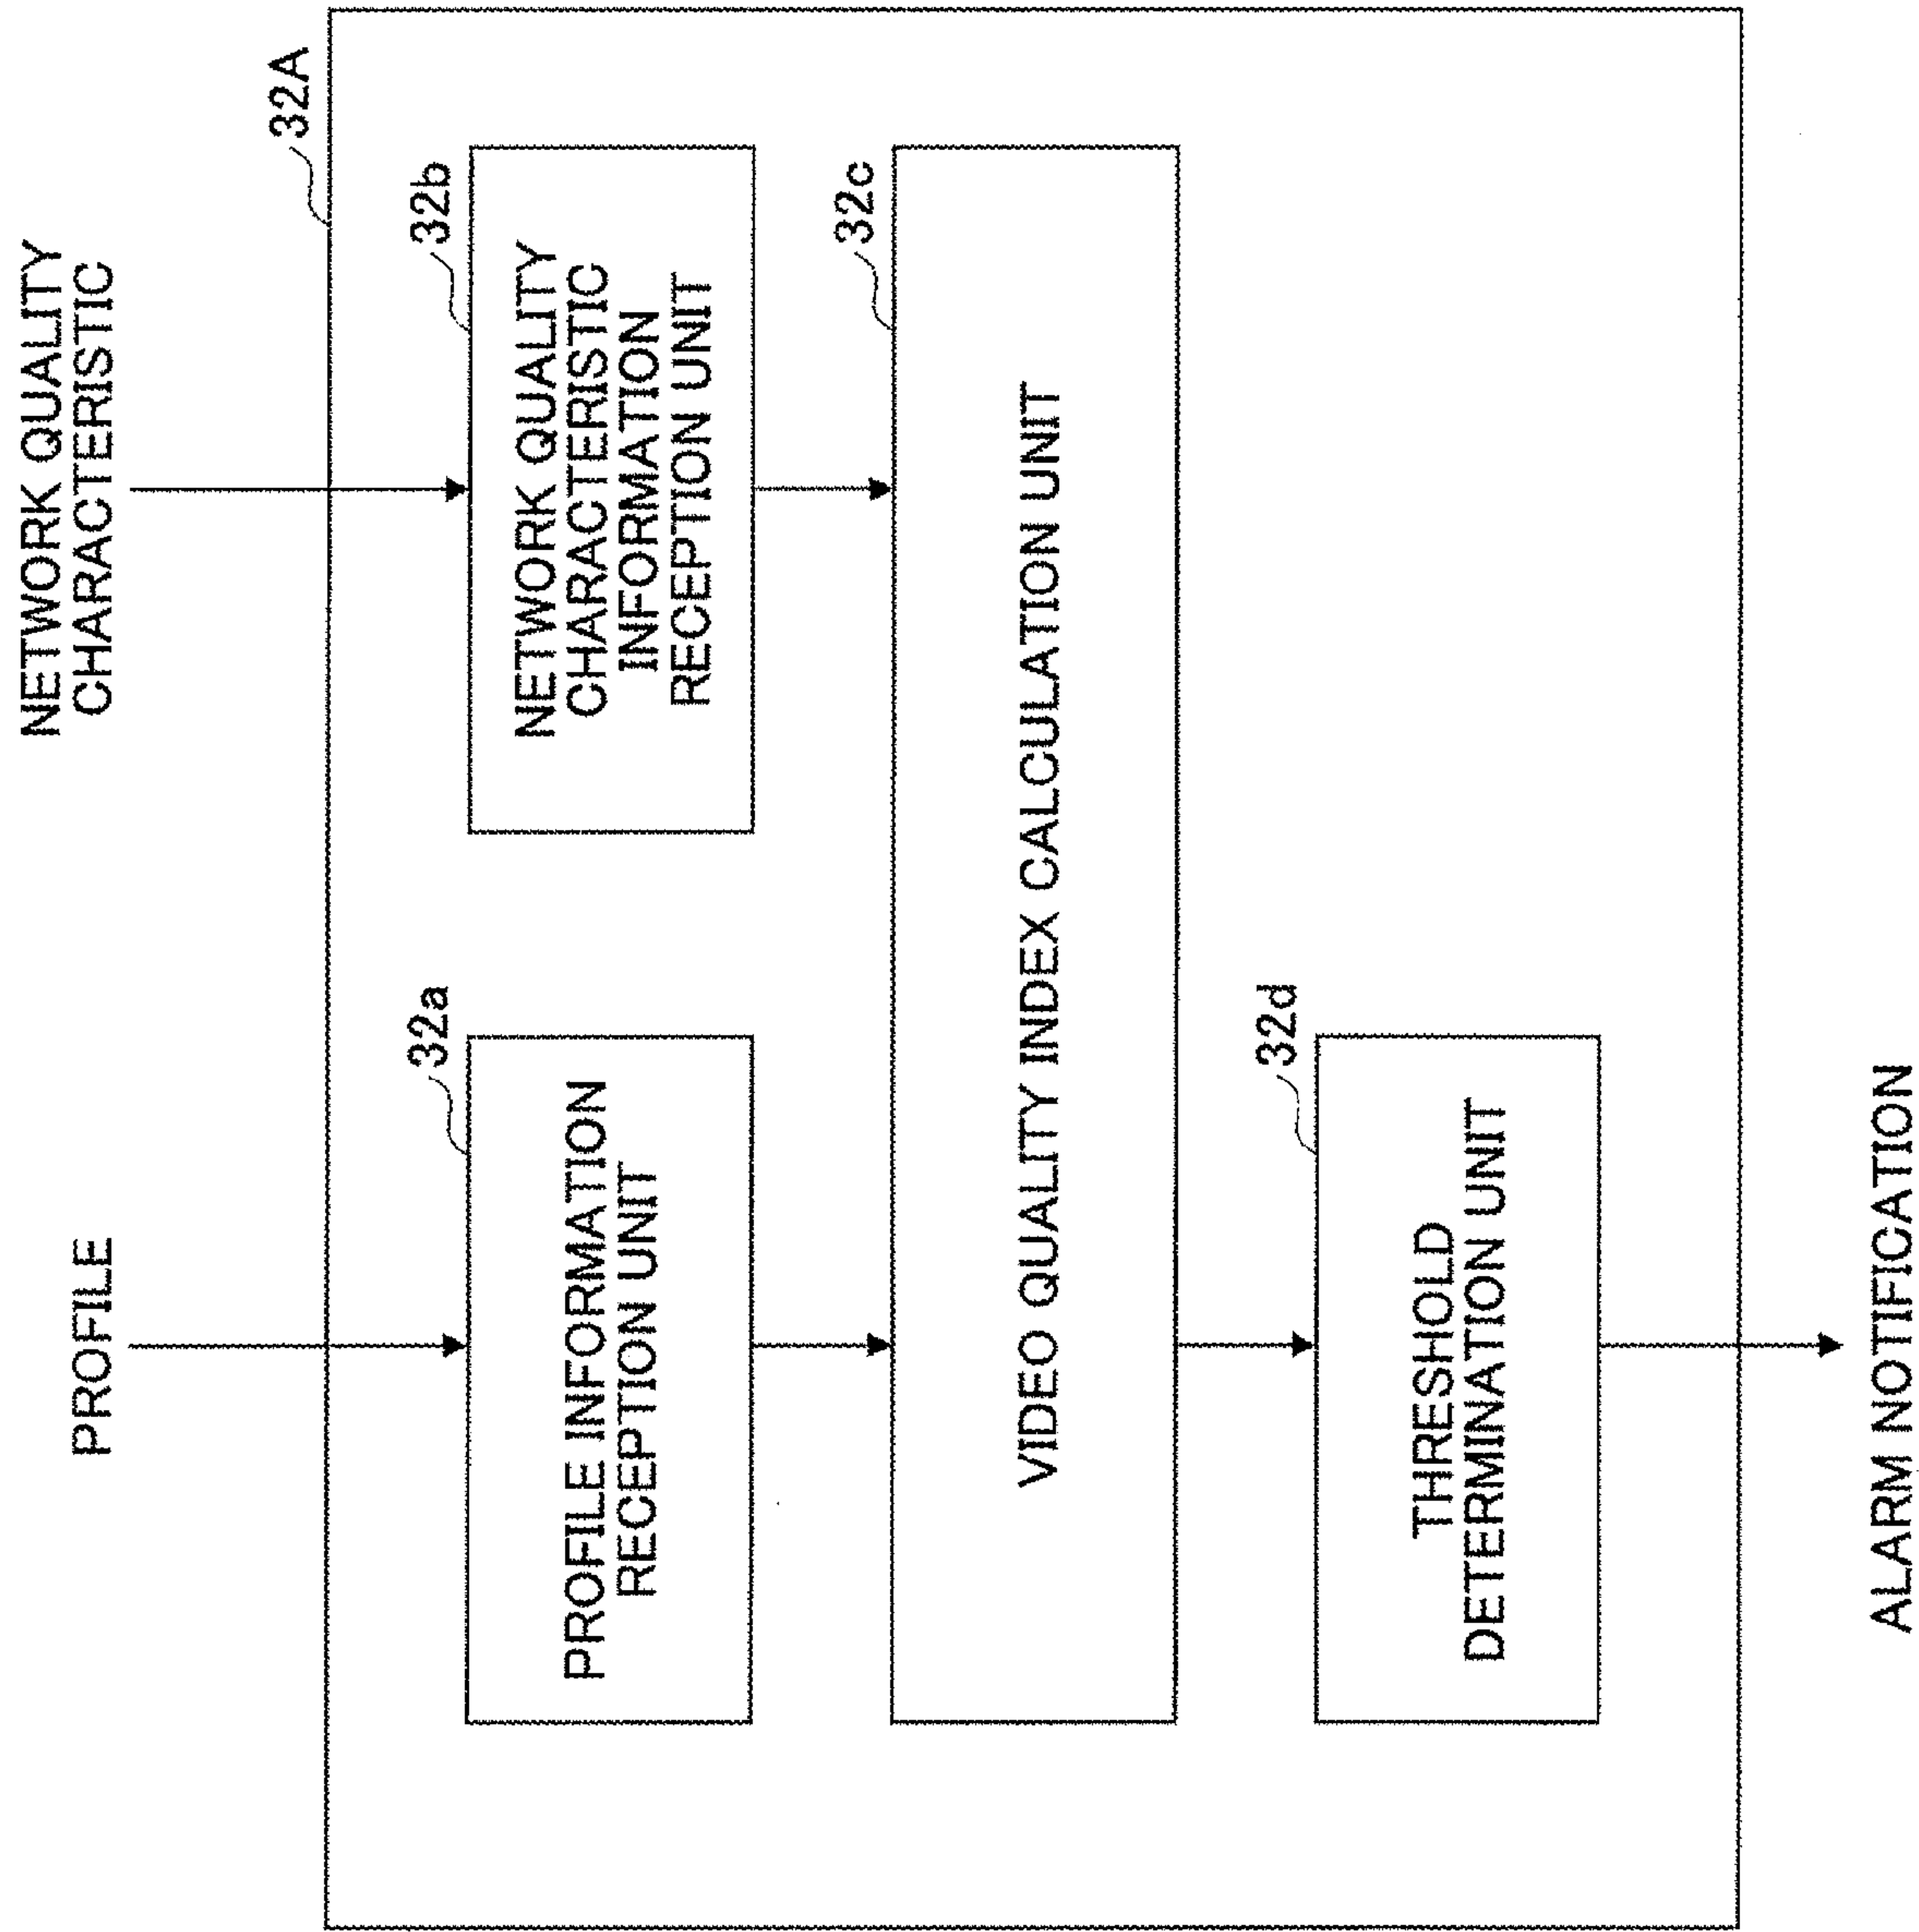 PROFILE
NETWORK QUALITY
CHARACTERISTIC
32A
32a
PROFILE INFORMATION
RECEPTION UNIT
32b
NETWORK QUALITY
CHARACTERISTIC
INFORMATION
RECEPTION UNIT
32c
VIDEO QUALITY INDEX CALCULATION UNIT
32d
THRESHOLD
DETERMINATION UNIT
ALARM NOTIFICATION